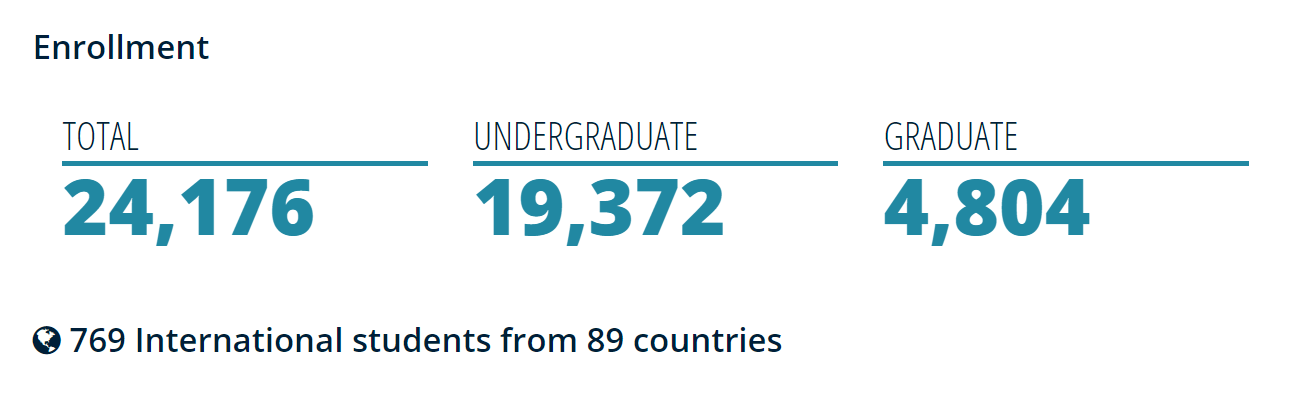 Enrollment
TOTAL UNDERGRADUATE GRADUATE
24,176 19,372 4,804
769 International students from 89 countries